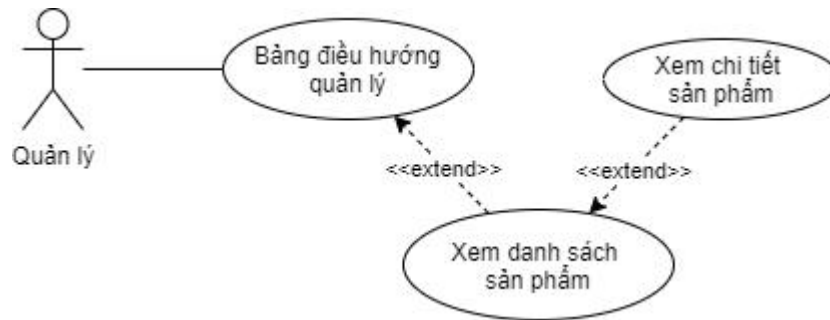 Bảng điều hướng
quản lý
Xem chi tiết
sản phẩm
Quản lý
<<extend>>
<<extend>>
Xem danh sách
sản phẩm